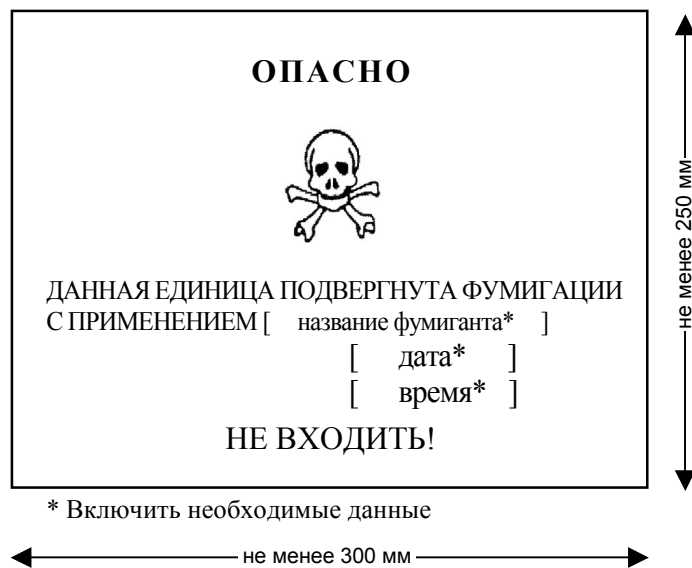 ОПАСНО
ДАННАЯ ЕДИНИЦА ПОДВЕРГНУТА ФУМИГАЦИИ
С ПРИМЕНЕНИЕМ [ название фумиганта* ]
[ дата* ]
[ время* ]
НЕ ВХОДИТЬ!
* Включить необходимые данные
не менее 300 мм
не менее 250 мм